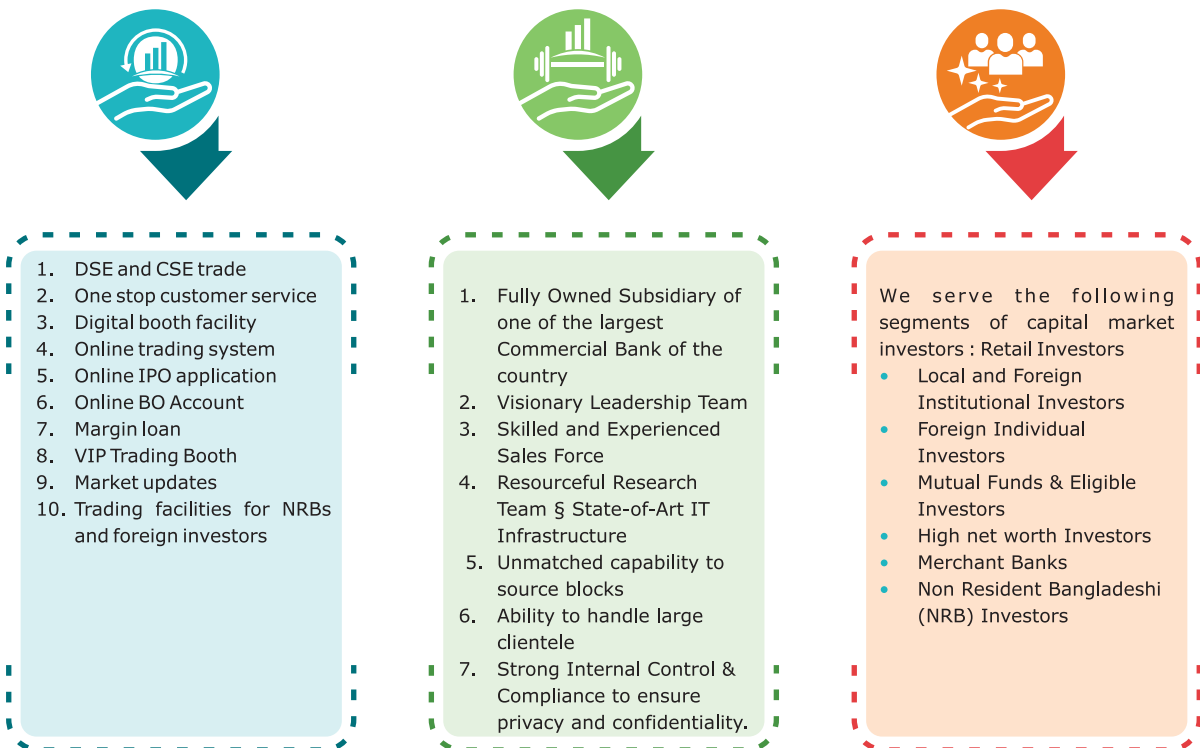 1. DSE and CSE trade
2. One stop customer service
3. Digital booth facility
4. Online trading system
5. Online IPO application
6. Online BO Account
7. Margin loan
8. VIP Trading Booth
9. Market updates
10. Trading facilities for NRBs
and foreign investors
1. Fully Owned Subsidiary of
one of the largest
Commercial Bank of the
country
2. Visionary Leadership Team
3. Skilled and Experienced
Sales Force
4. Resourceful Research
Team § State-of-Art IT
Infrastructure
5. Unmatched capability to
source blocks
6. Ability to handle large
clientele
7. Strong Internal Control &
Compliance to ensure
privacy and confidentiality.
We serve the following
segments of capital market
investors : Retail Investors
• Local and Foreign
Institutional Investors
• Foreign Individual
Investors
• Mutual Funds & Eligible
Investors
• High net worth Investors
• Merchant Banks
• Non Resident Bangladeshi
(NRB) Investors